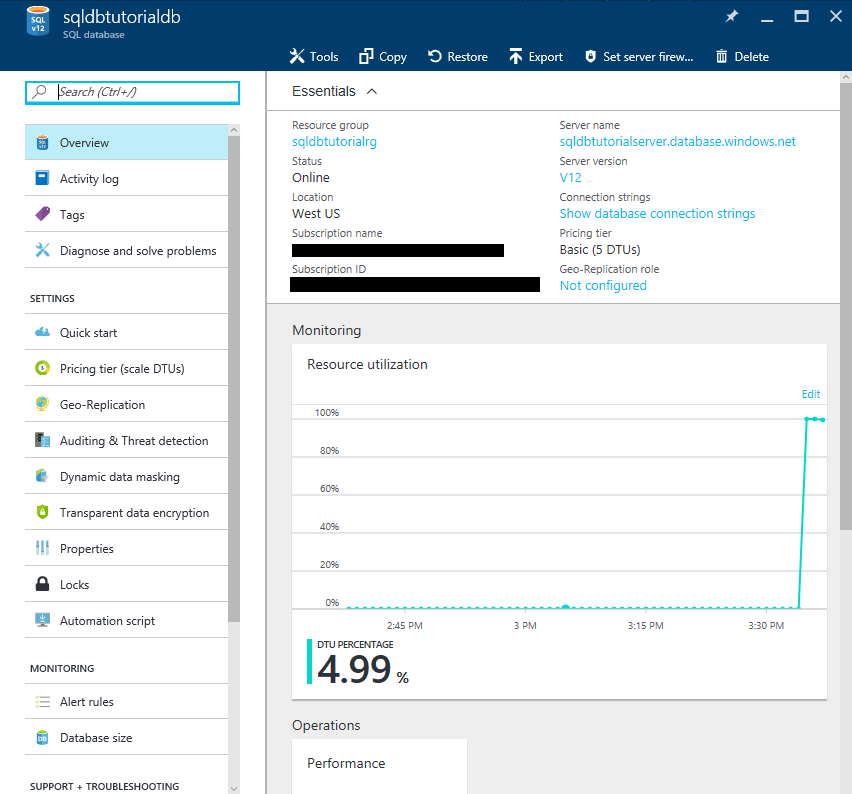 SQL
v12
sqldbtutorialdb
SQL database
Tools
Copy
Restore
Export
Set server firew...
Delete
Search (Ctrl+/)
Overview
Activity log
Tags
Diagnose and solve problems
SETTINGS
Quick start
Pricing tier (scale DTUs)
Geo-Replication
Auditing & Threat detection
Dynamic data masking
Transparent data encryption
Properties
Locks
Automation script
MONITORING
Alert rules
Database size
SUPPORT + TROUBLESHOOTING
Essentials
Resource group
sqldbtutorialrg
Status
Online
Location
West US
Subscription name
Subscription ID
Server name
sqldbtutorialserver.database.windows.net
Server version
V12
Connection strings
Show database connection strings
Pricing tier
Basic (5 DTUs)
Geo-Replication role
Not configured
Monitoring
Resource utilization
Edit
100%
80%
60%
40%
20%
0%
2:45 PM
3 PM
3:15 PM
3:30 PM
DTU PERCENTAGE
4.99 %
Operations
Performance